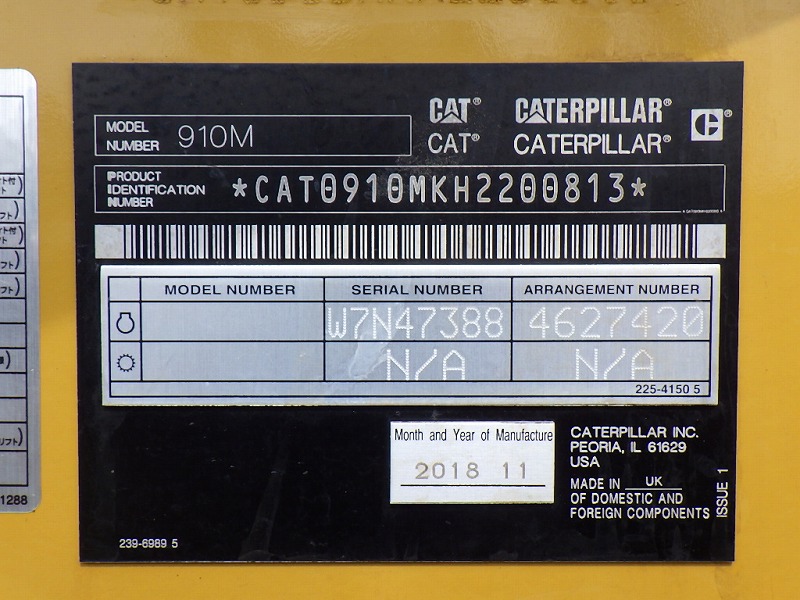 CAT® CATERPILLAR®
CAT® CATERPILLAR®
MODEL NUMBER 910M
PRODUCT IDENTIFICATION NUMBER *CAT0910MKH2200813*
MODEL NUMBER SERIAL NUMBER ARRANGEMENT NUMBER
W7N47388 4627420
N/A N/A
225-4150 5
Month and Year of Manufacture
2018 11
CATERPILLAR INC.
PEORIA, IL 61629
USA
MADE IN UK
OF DOMESTIC AND
FOREIGN COMPONENTS
ISSUE 1
239-6989 5
1288